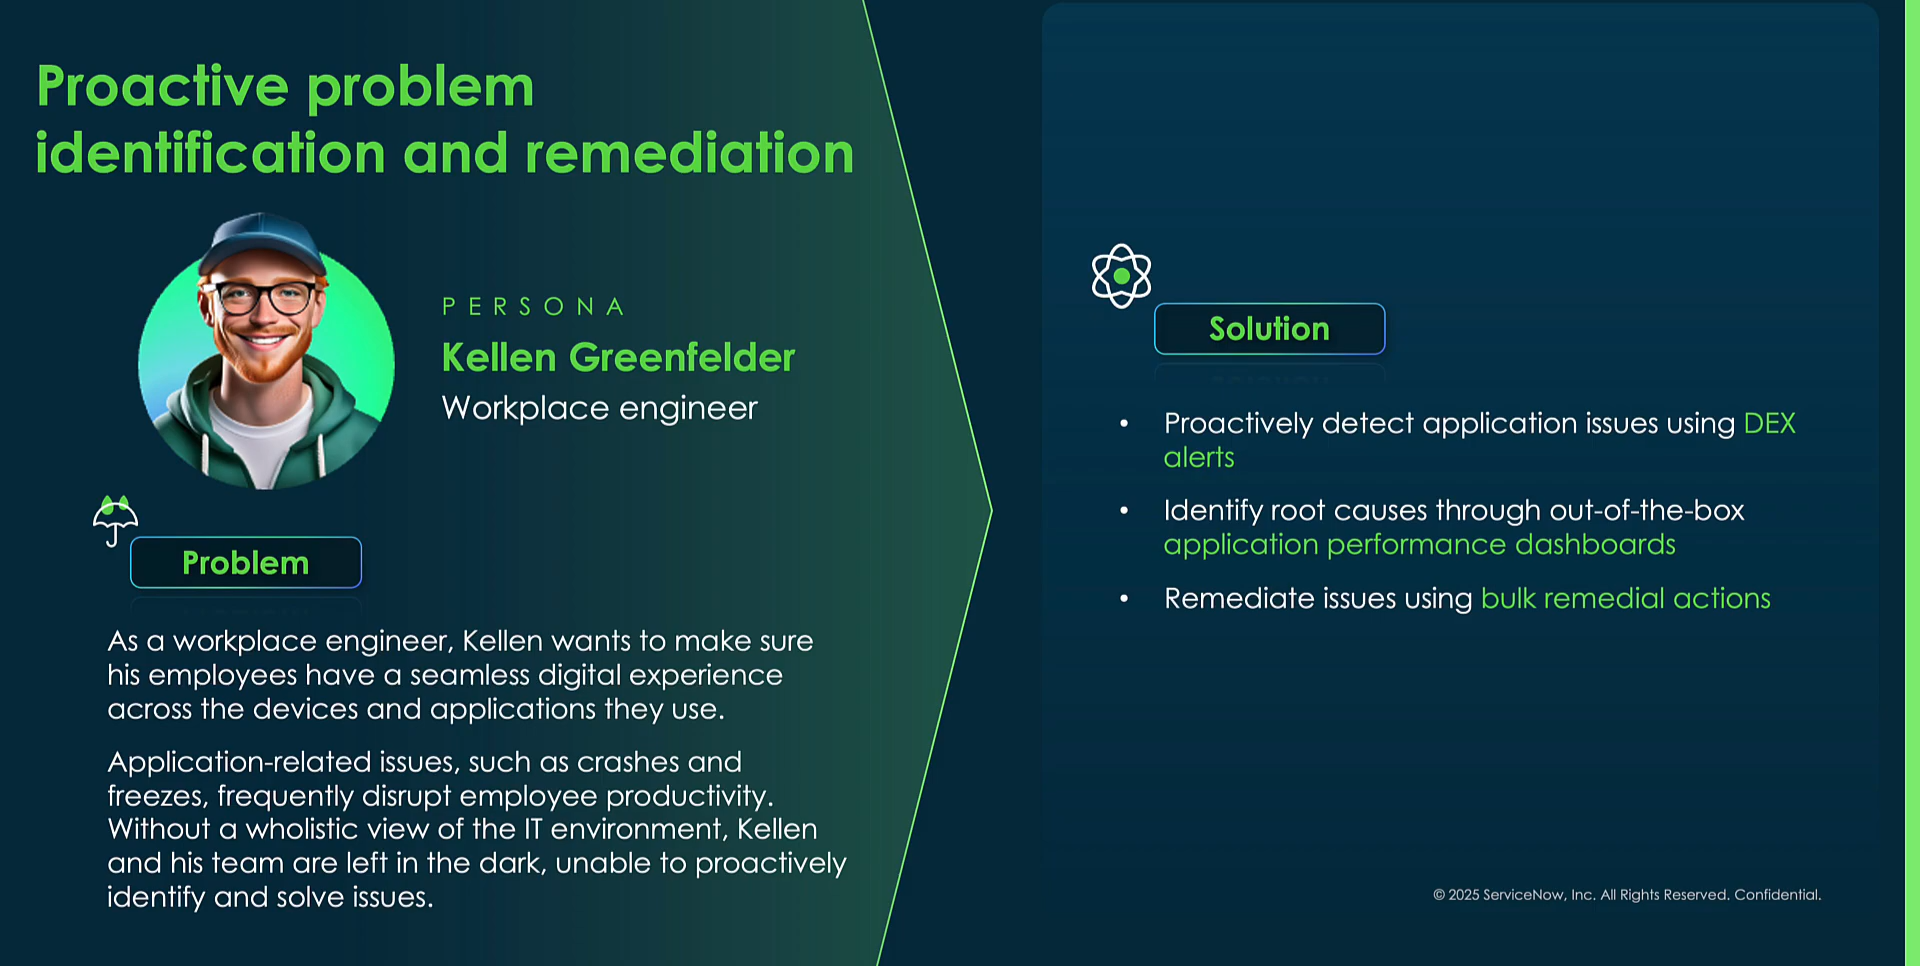 Proactive problem
identification and remediation
PERSONA
Kellen Greenfelder
Workplace engineer
Problem
As a workplace engineer, Kellen wants to make sure
his employees have a seamless digital experience
across the devices and applications they use.
Application-related issues, such as crashes and
freezes, frequently disrupt employee productivity.
Without a wholistic view of the IT environment, Kellen
and his team are left in the dark, unable to proactively
identify and solve issues.
Solution
• Proactively detect application issues using DEX
alerts
• Identify root causes through out-of-the-box
application performance dashboards
• Remediate issues using bulk remedial actions
© 2025 ServiceNow, Inc. All Rights Reserved. Confidential.